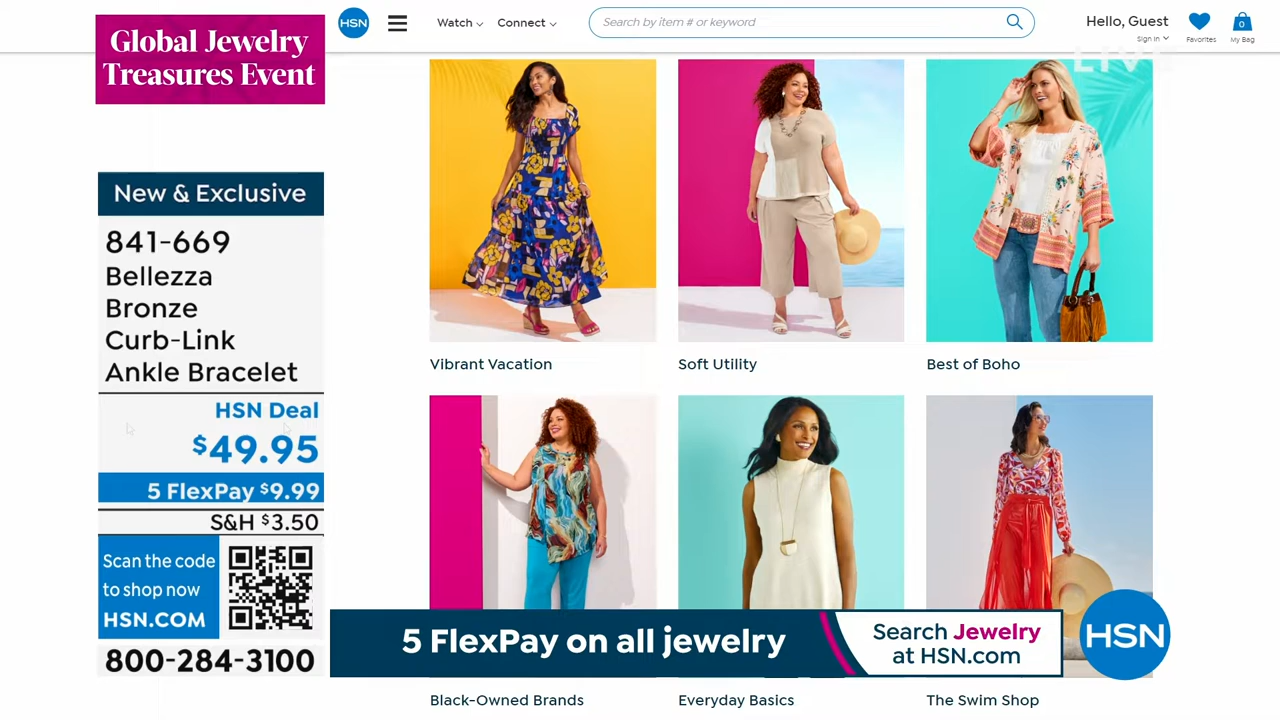 Global Jewelry
Treasures Event
HSN
Watch
Connect
Search by item # or keyword
Hello, Guest
Sign In
Favorites
0
My Bag
LIVE
New & Exclusive
841-669
Bellezza
Bronze
Curb-Link
Ankle Bracelet
HSN Deal
$49.95
5 FlexPay $9.99
S&H $3.50
Scan the code
to shop now
HSN.COM
800-284-3100
Vibrant Vacation
Soft Utility
Best of Boho
5 FlexPay on all jewelry
Search Jewelry
at HSN.com
HSN
Black-Owned Brands
Everyday Basics
The Swim Shop